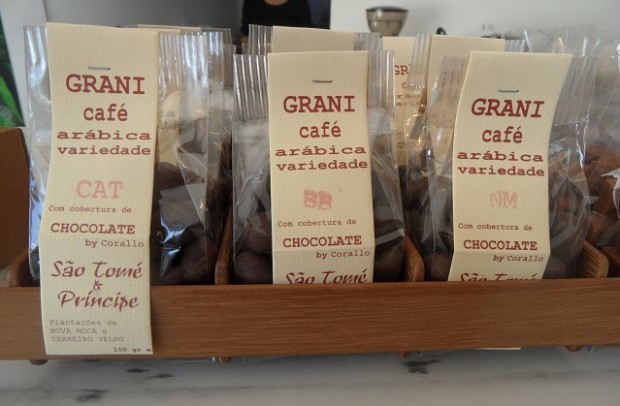 GRANI
café
arábica
variedade
CAT
Com cobertura de
CHOCOLATE
by Corallo
São Tomé
&
Príncipe
Plantações de
NOVA MOCA e
TERREIRO VELHO
100 gr e
GRANI
café
arábica
variedade
BB
Com cobertura de
CHOCOLATE
by Corallo
São Tomé
GRANI
café
arábica
variedade
NM
Com cobertura de
CHOCOLATE
by Corallo
São Tomé